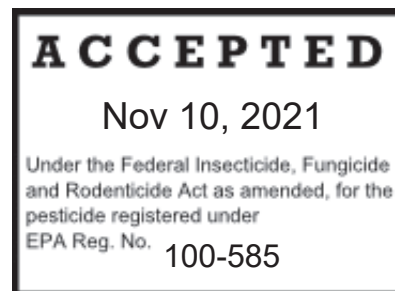 ACCEPTED
Nov 10, 2021
Under the Federal Insecticide, Fungicide
and Rodenticide Act as amended, for the
pesticide registered under
EPA Reg. No. 100-585